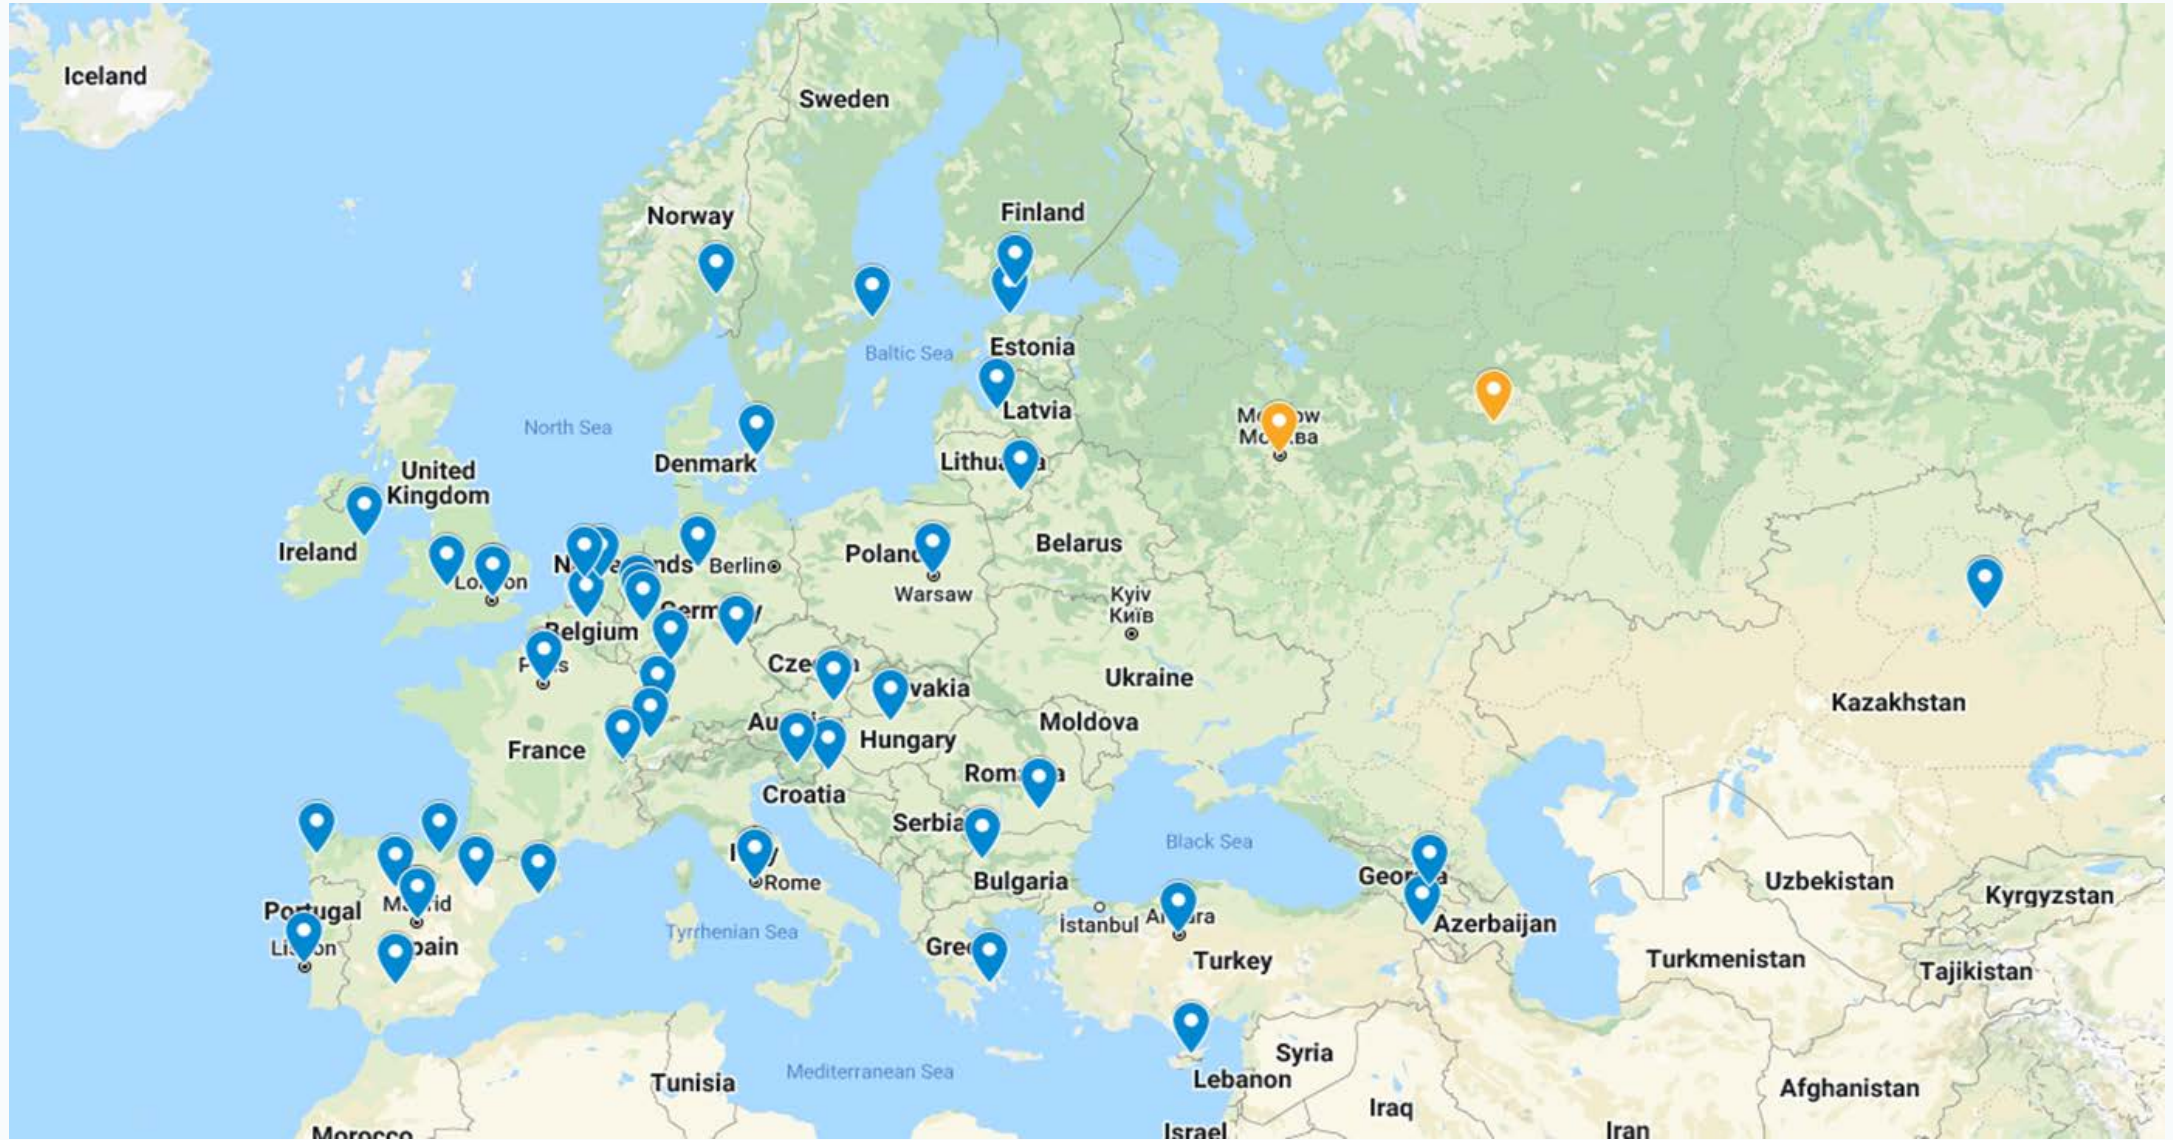 Iceland
Sweden
Norway
Finland
Estonia
Baltic Sea
Latvia
North Sea
Denmark
United
Kingdom
Ireland
Poland
Belarus
Berlin
Warsaw
Kyiv
Київ
Belgium
Ukraine
Kazakhstan
Moldova
France
Hungary
Croatia
Serbia
Black Sea
Bulgaria
Rome
Uzbekistan
Kyrgyzstan
Portugal
İstanbul
Azerbaijan
Tyrrhenian Sea
Turkey
Turkmenistan
Tajikistan
Syria
Mediterranean Sea
Lebanon
Tunisia
Afghanistan
Iraq
Israel
Iran
Morocco